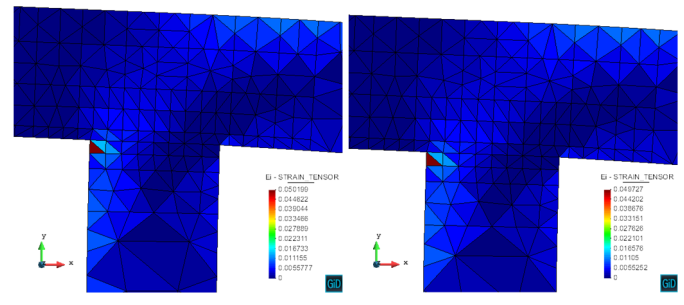 Ei - STRAIN_TENSOR
0.050199
0.044622
0.039044
0.033466
0.027889
0.022311
0.016733
0.011155
0.0055777
0
y
x
GiD
Ei - STRAIN_TENSOR
0.049727
0.044202
0.038676
0.033151
0.027626
0.022101
0.016576
0.01105
0.0055252
0
y
x
GiD